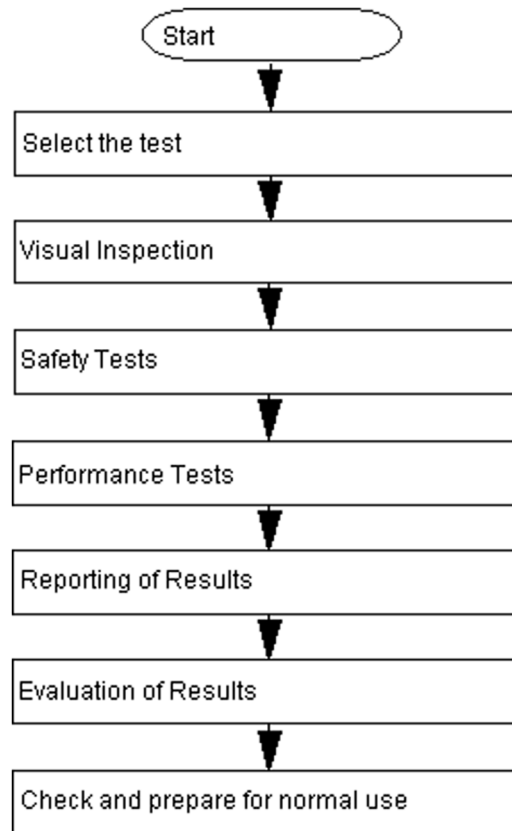 Start
Select the test
Visual Inspection
Safety Tests
Performance Tests
Reporting of Results
Evaluation of Results
Check and prepare for normal use